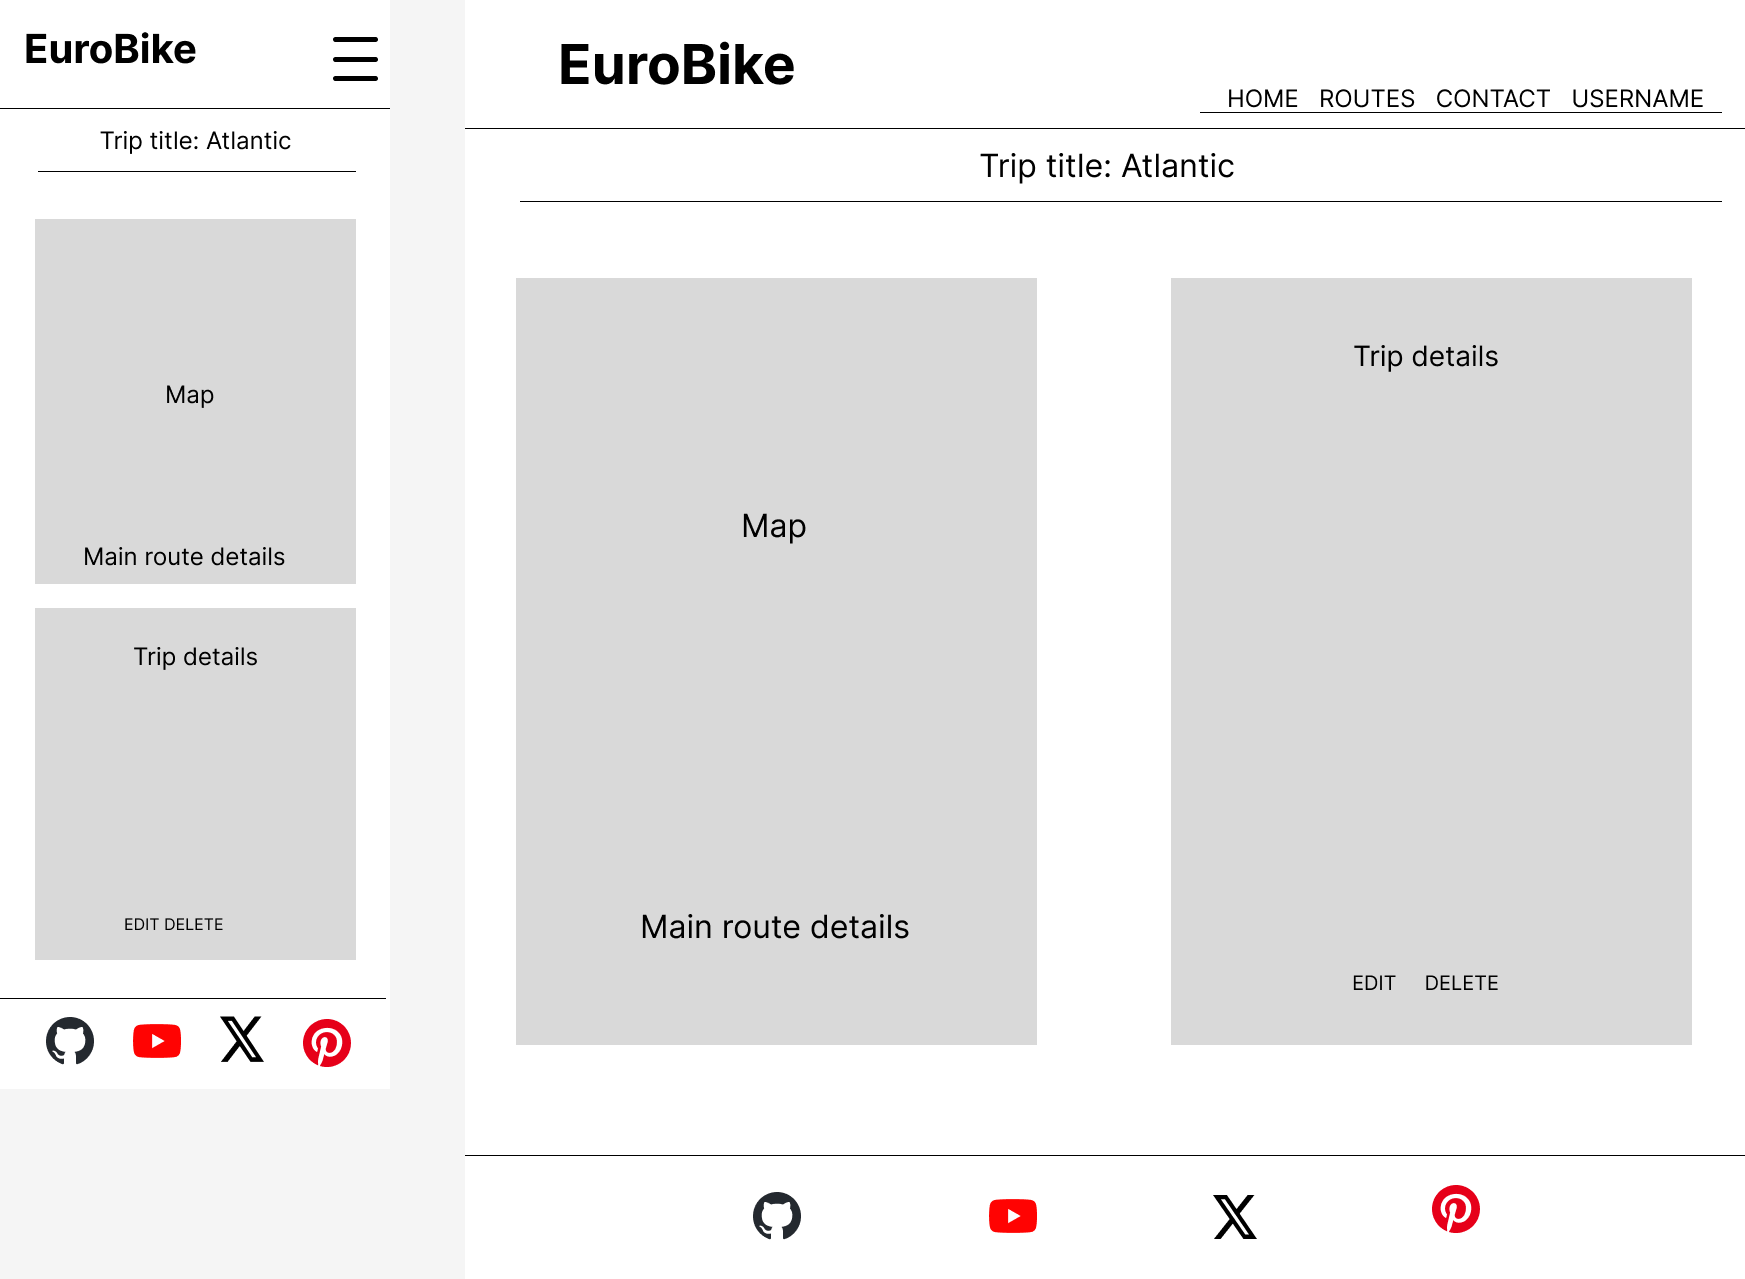 EuroBike
Trip title: Atlantic
Map
Main route details
Trip details
EDIT DELETE
EuroBike
HOME ROUTES CONTACT USERNAME
Trip title: Atlantic
Map
Main route details
Trip details
EDIT DELETE